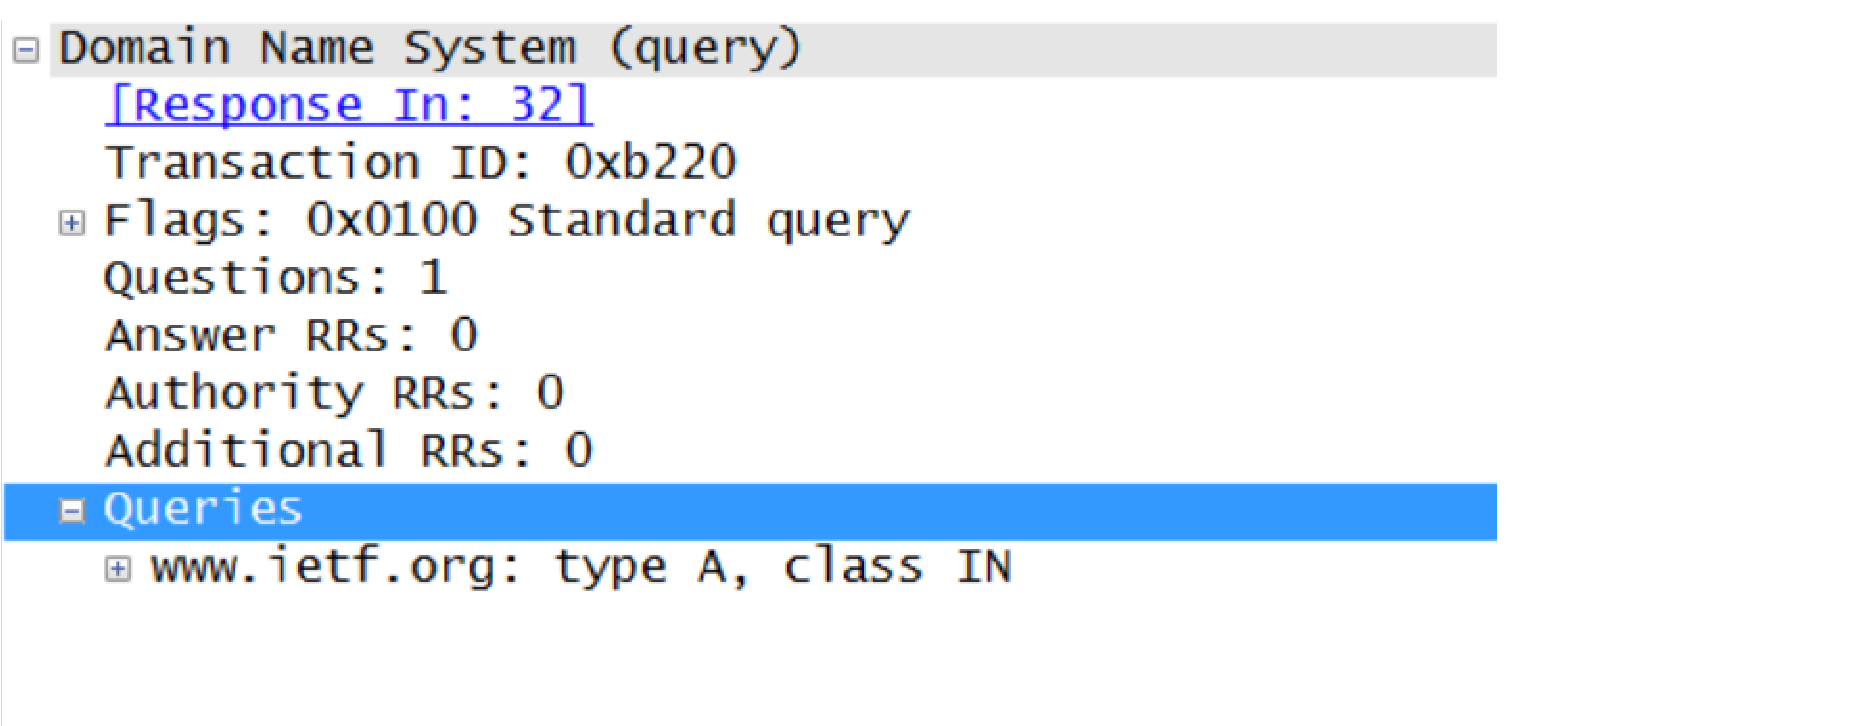 Domain Name System (query)
[Response In: 32]
Transaction ID: 0xb220
Flags: 0x0100 Standard query
Questions: 1
Answer RRs: 0
Authority RRs: 0
Additional RRs: 0
Queries
www.ietf.org: type A, class IN